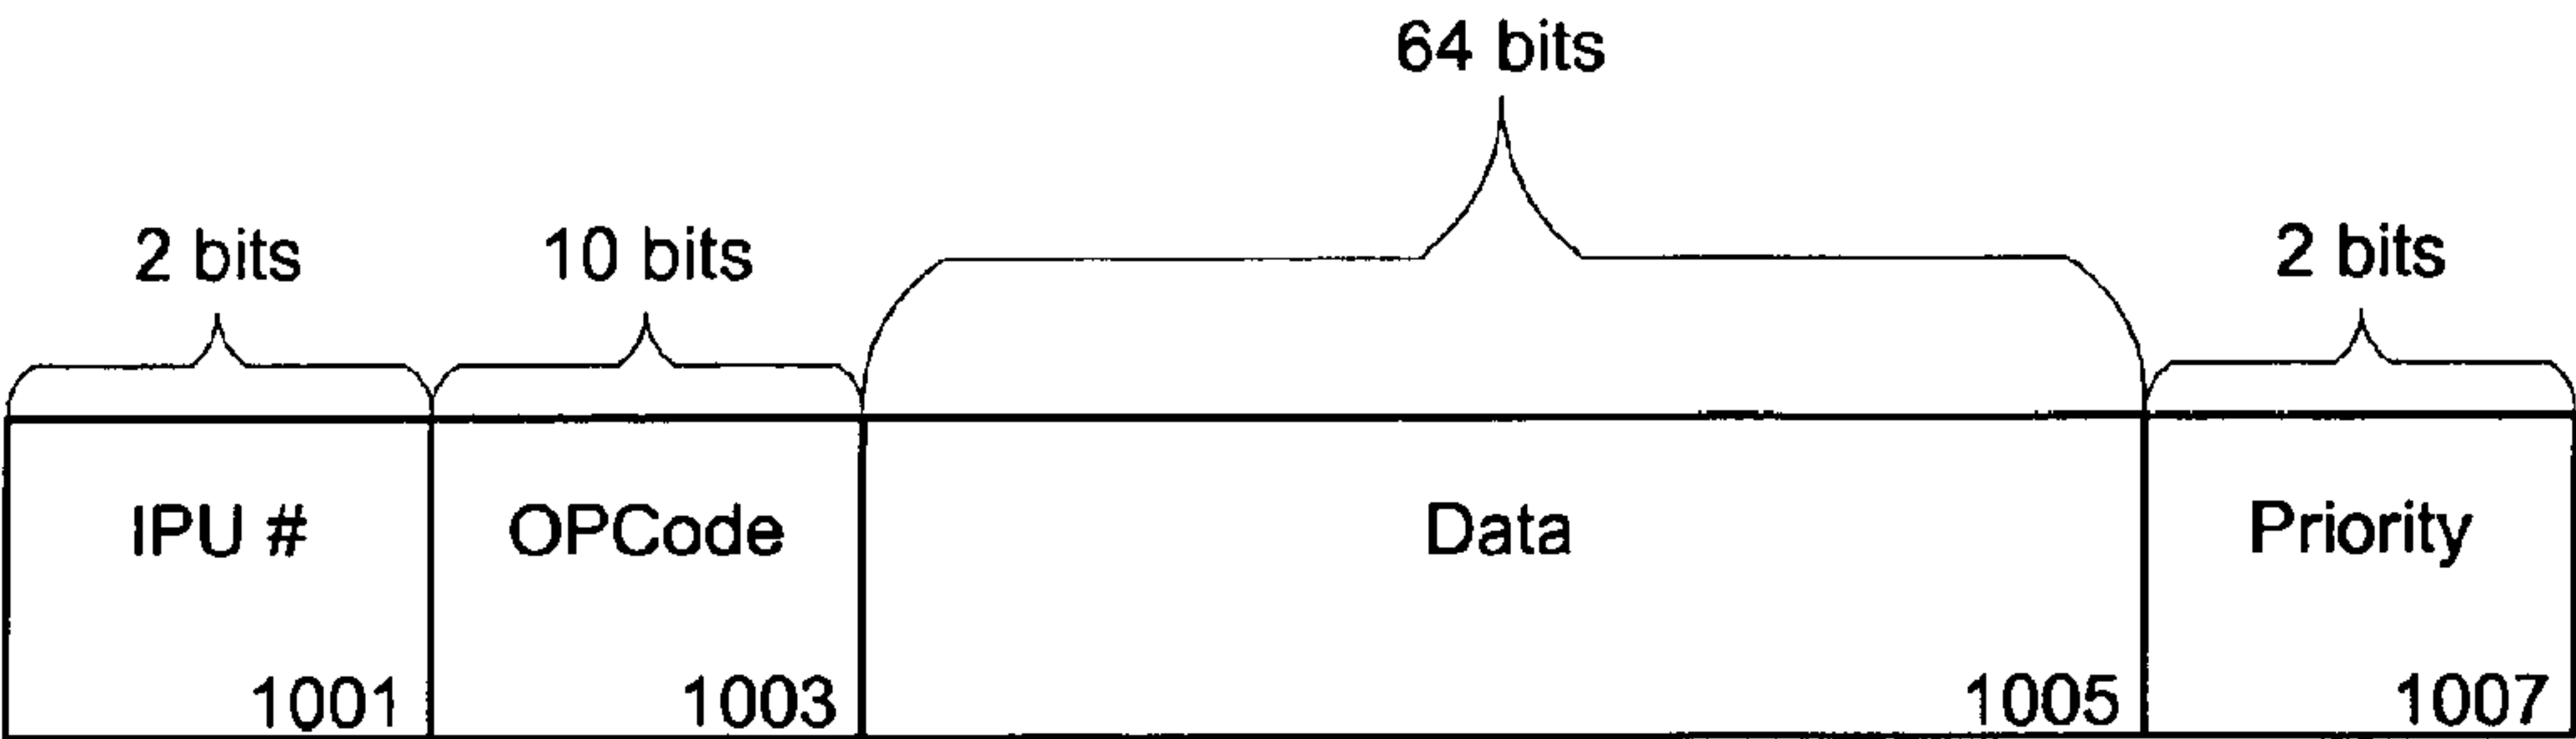 64 bits
2 bits
10 bits
2 bits
IPU #
OPCode
Data
Priority
1001
1003
1005
1007